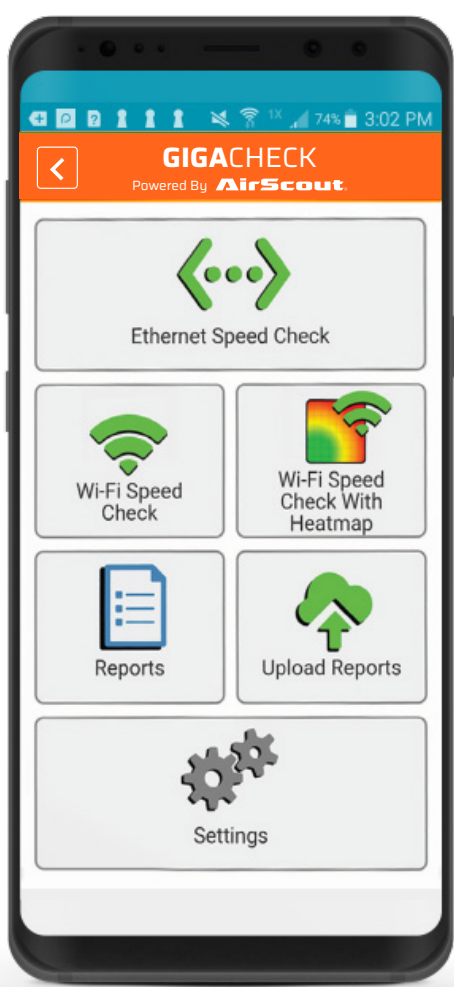 1X 74% 3:02 PM
GIGACHECK
Powered By AirScout.
Ethernet Speed Check
Wi-Fi Speed
Check
Wi-Fi Speed
Check With
Heatmap
Reports
Upload Reports
Settings